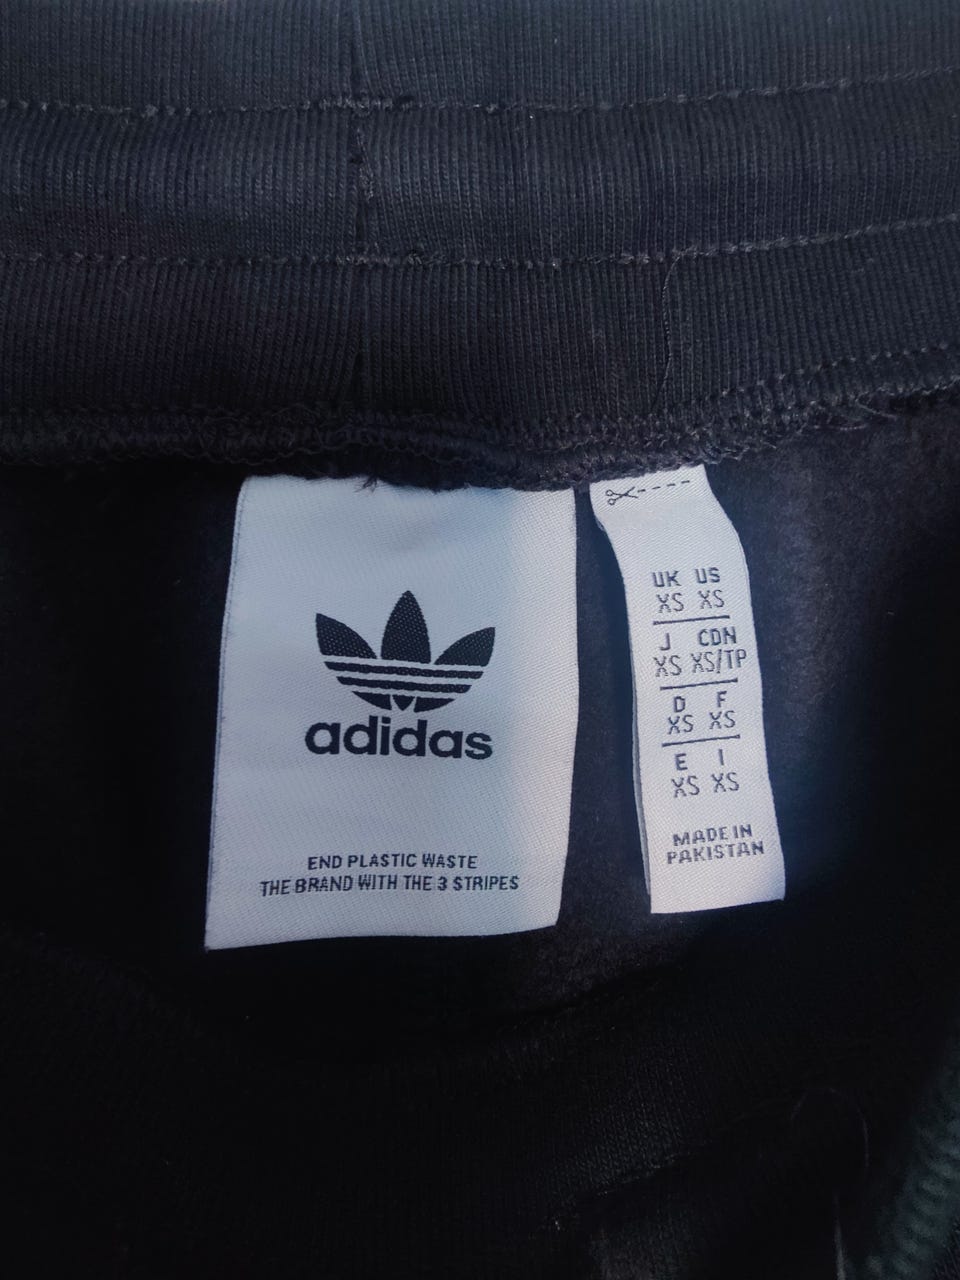 adidas
END PLASTIC WASTE
THE BRAND WITH THE 3 STRIPES
UK US
XS XS
J CDN
XS XS/TP
D F
XS XS
E I
XS XS
MADE IN
PAKISTAN